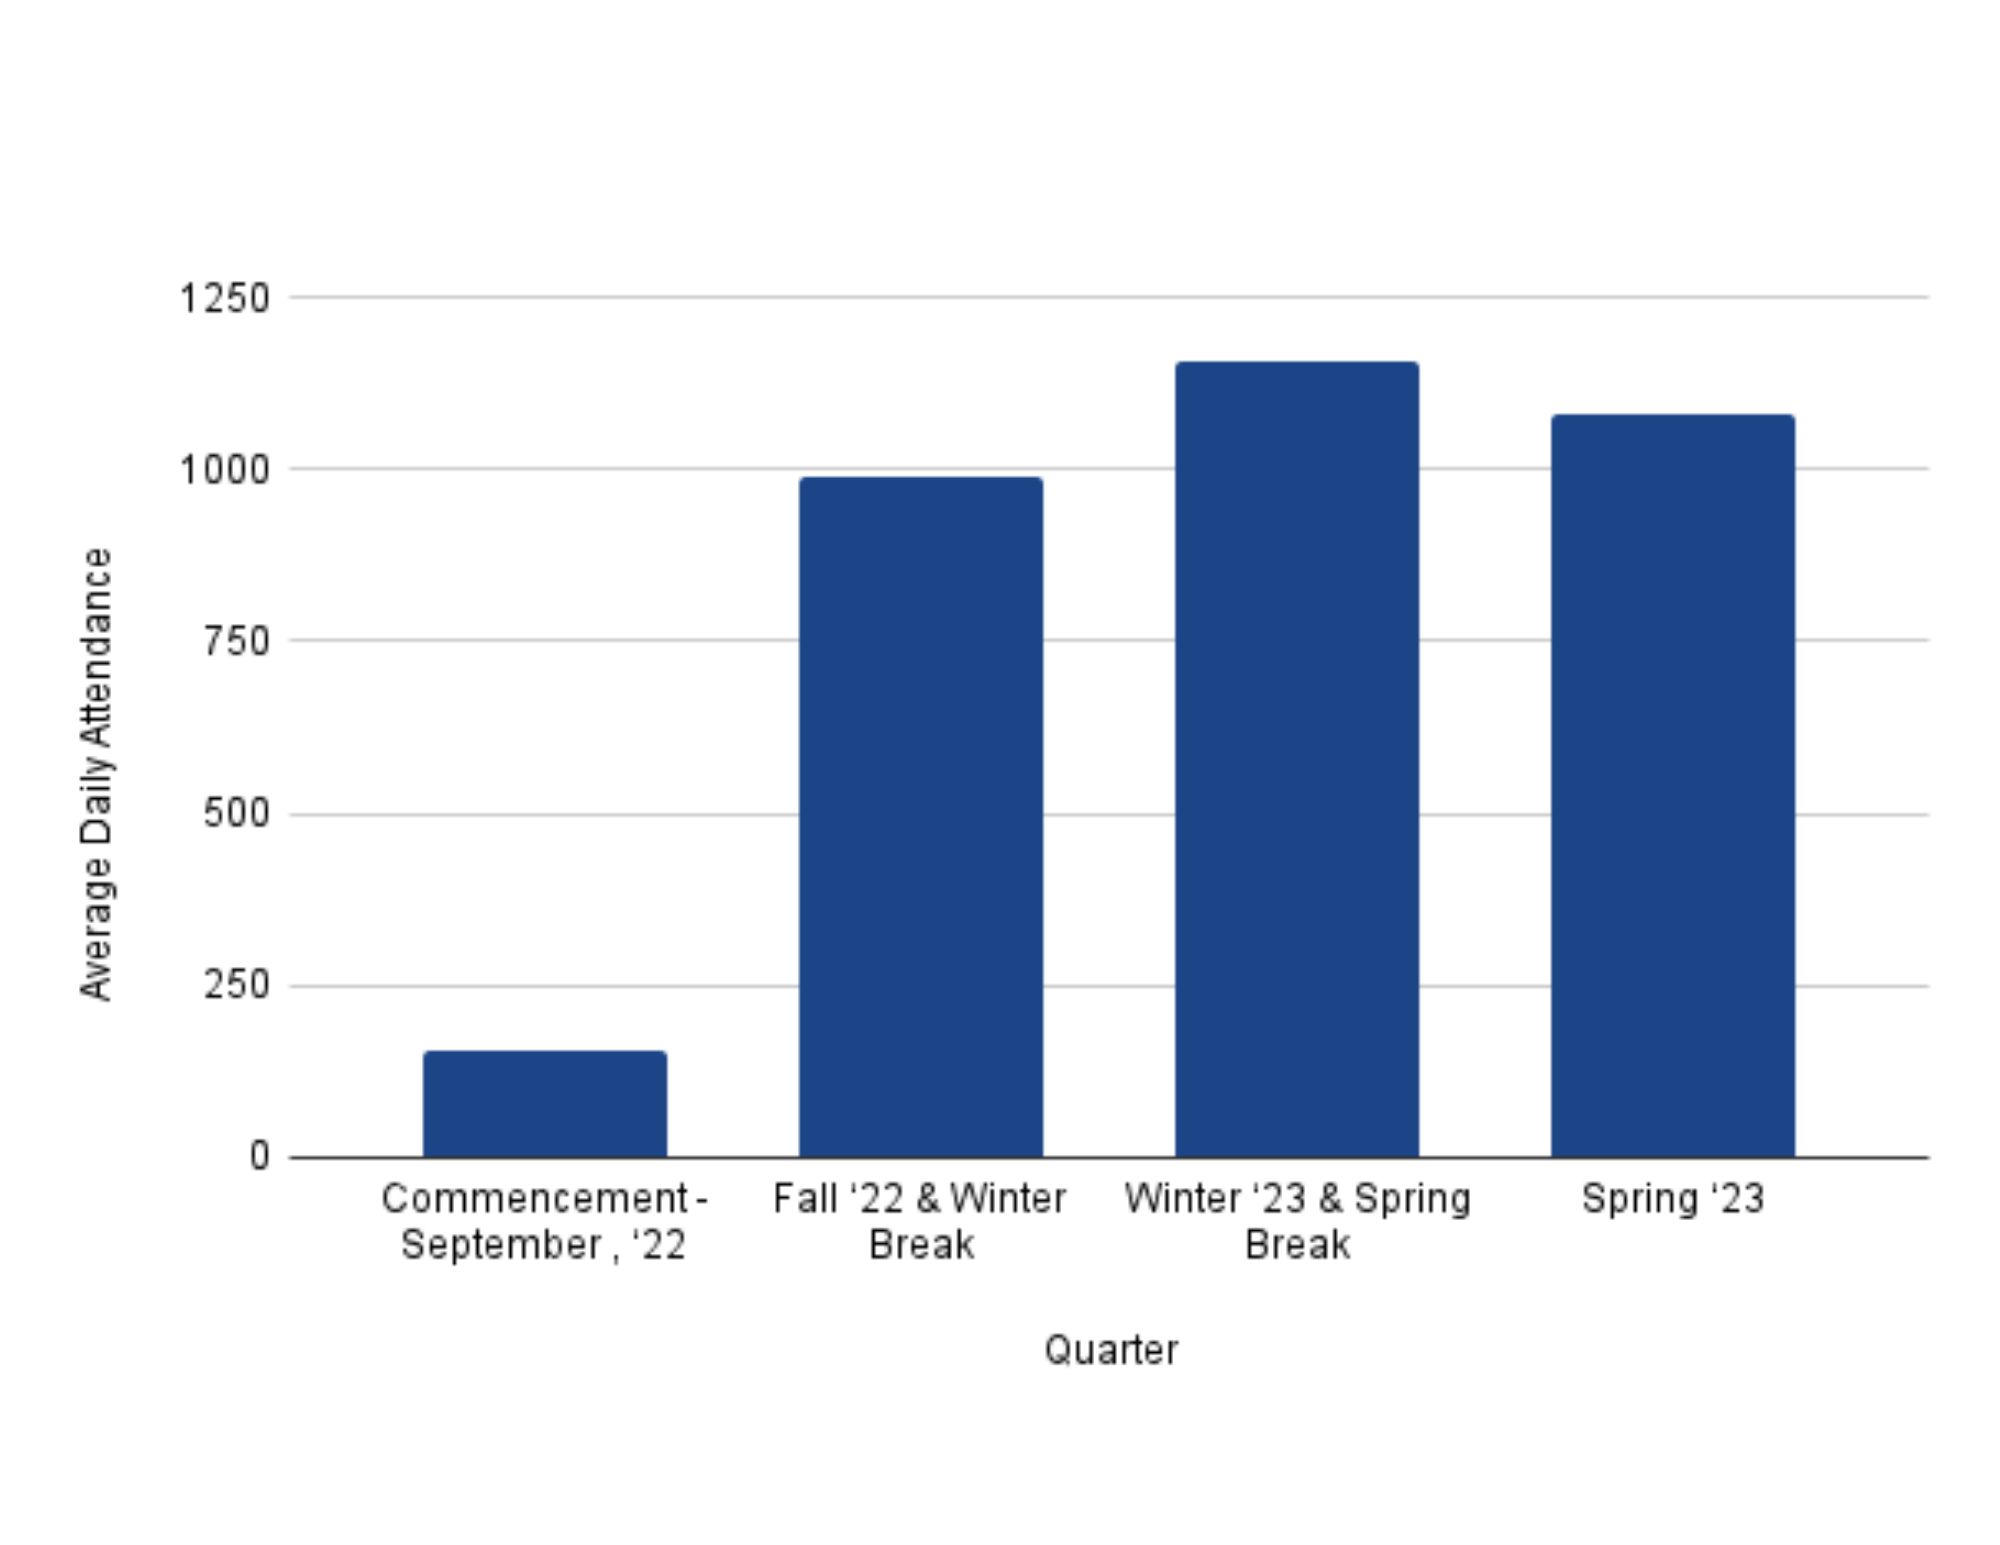 1250
1000
750
500
250
0
Average Daily Attendance
Commencement -
September , ‘22
Fall ‘22 & Winter
Break
Winter ‘23 & Spring
Break
Spring ‘23
Quarter